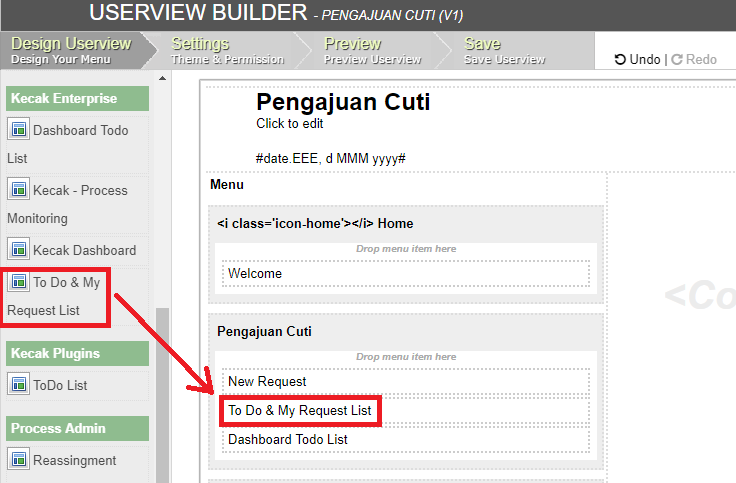 USERVIEW BUILDER - PENGAJUAN CUTI (V1)
Design Userview
Design Your Menu
Settings
Theme & Permission
Preview
Preview Userview
Save
Save Userview
Undo | Redo
Kecak Enterprise
Dashboard Todo
List
Kecak - Process
Monitoring
Kecak Dashboard
To Do & My
Request List
Kecak Plugins
ToDo List
Process Admin
Reassingment
Pengajuan Cuti
Click to edit
#date.EEE, d MMM yyyy#
Menu
<i class='icon-home'></i> Home
Drop menu item here
Welcome
Pengajuan Cuti
Drop menu item here
New Request
To Do & My Request List
Dashboard Todo List
<Co